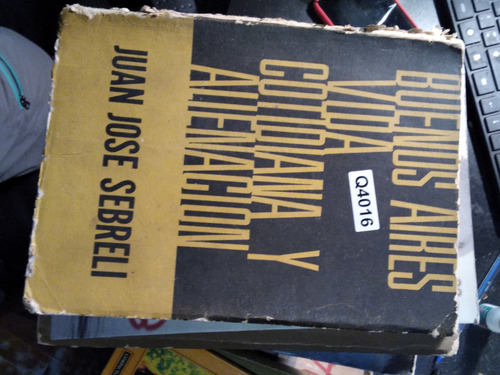 BUENOS AIRES
VIDA
COTIDIANA Y
ALIENACION
JUAN JOSE SEBRELI
Q4016